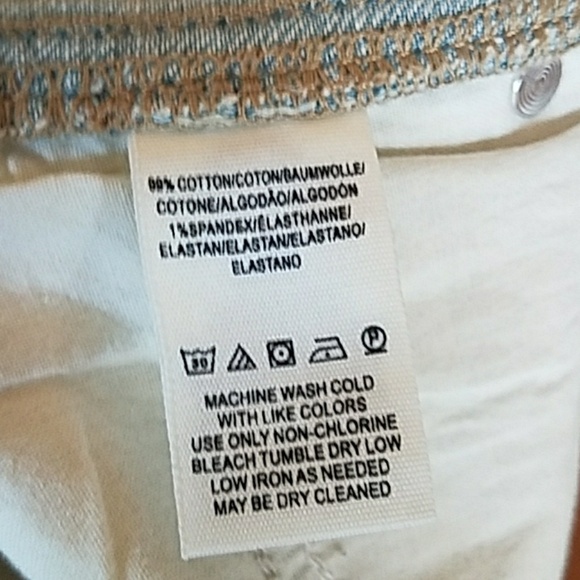 99% COTTON/COTON/BAUMWOLLE/
COTONE/ALGODÃO/ALGODÓN
1%SPANDEX/ÉLASTHANNE/
ELASTAN/ELASTAN/ELASTANO/
ELASTANO
30 P
MACHINE WASH COLD
WITH LIKE COLORS
USE ONLY NON-CHLORINE
BLEACH TUMBLE DRY LOW
LOW IRON AS NEEDED
MAY BE DRY CLEANED